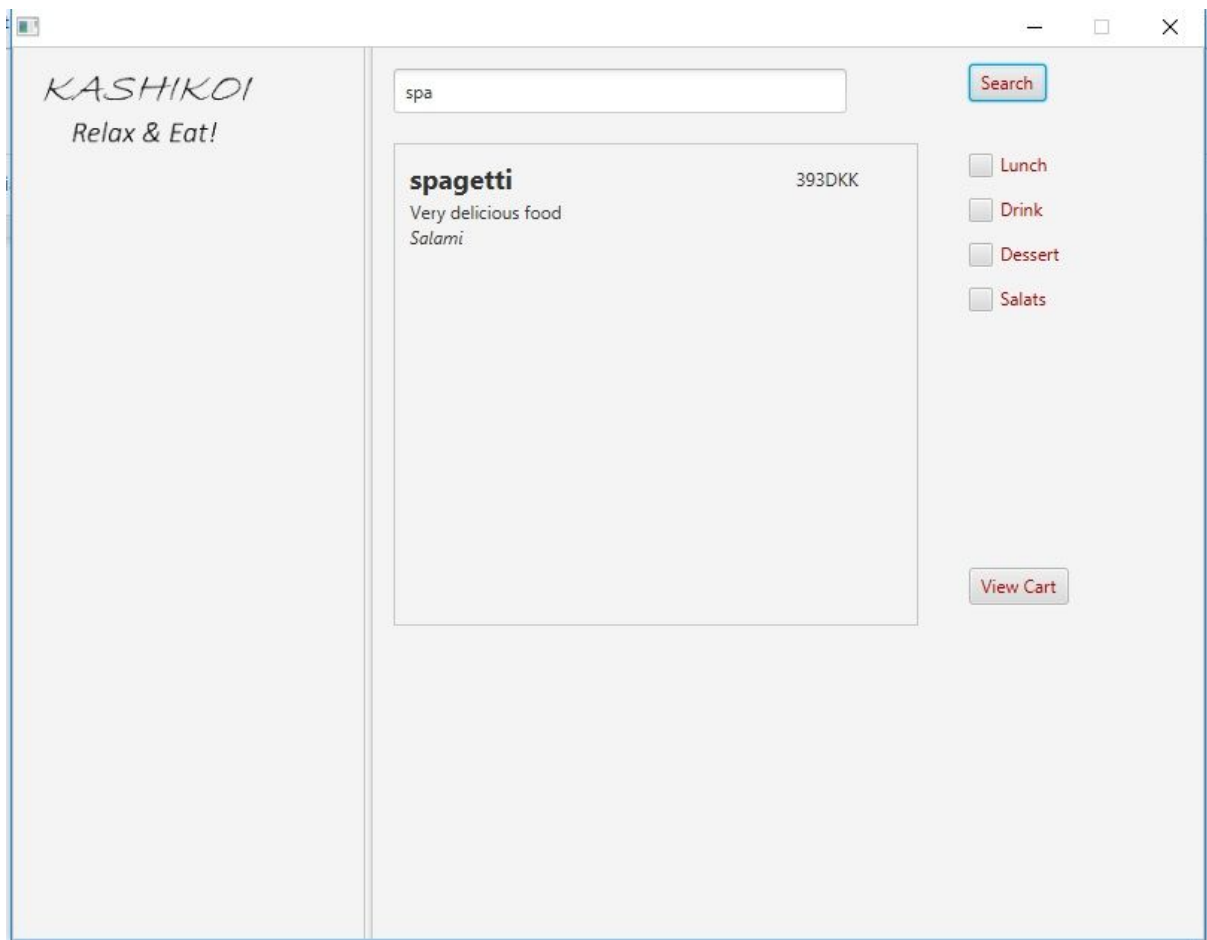 KASHIKOI
Relax & Eat!
spa
Search
spagetti 393DKK
Very delicious food
Salami
Lunch
Drink
Dessert
Salats
View Cart